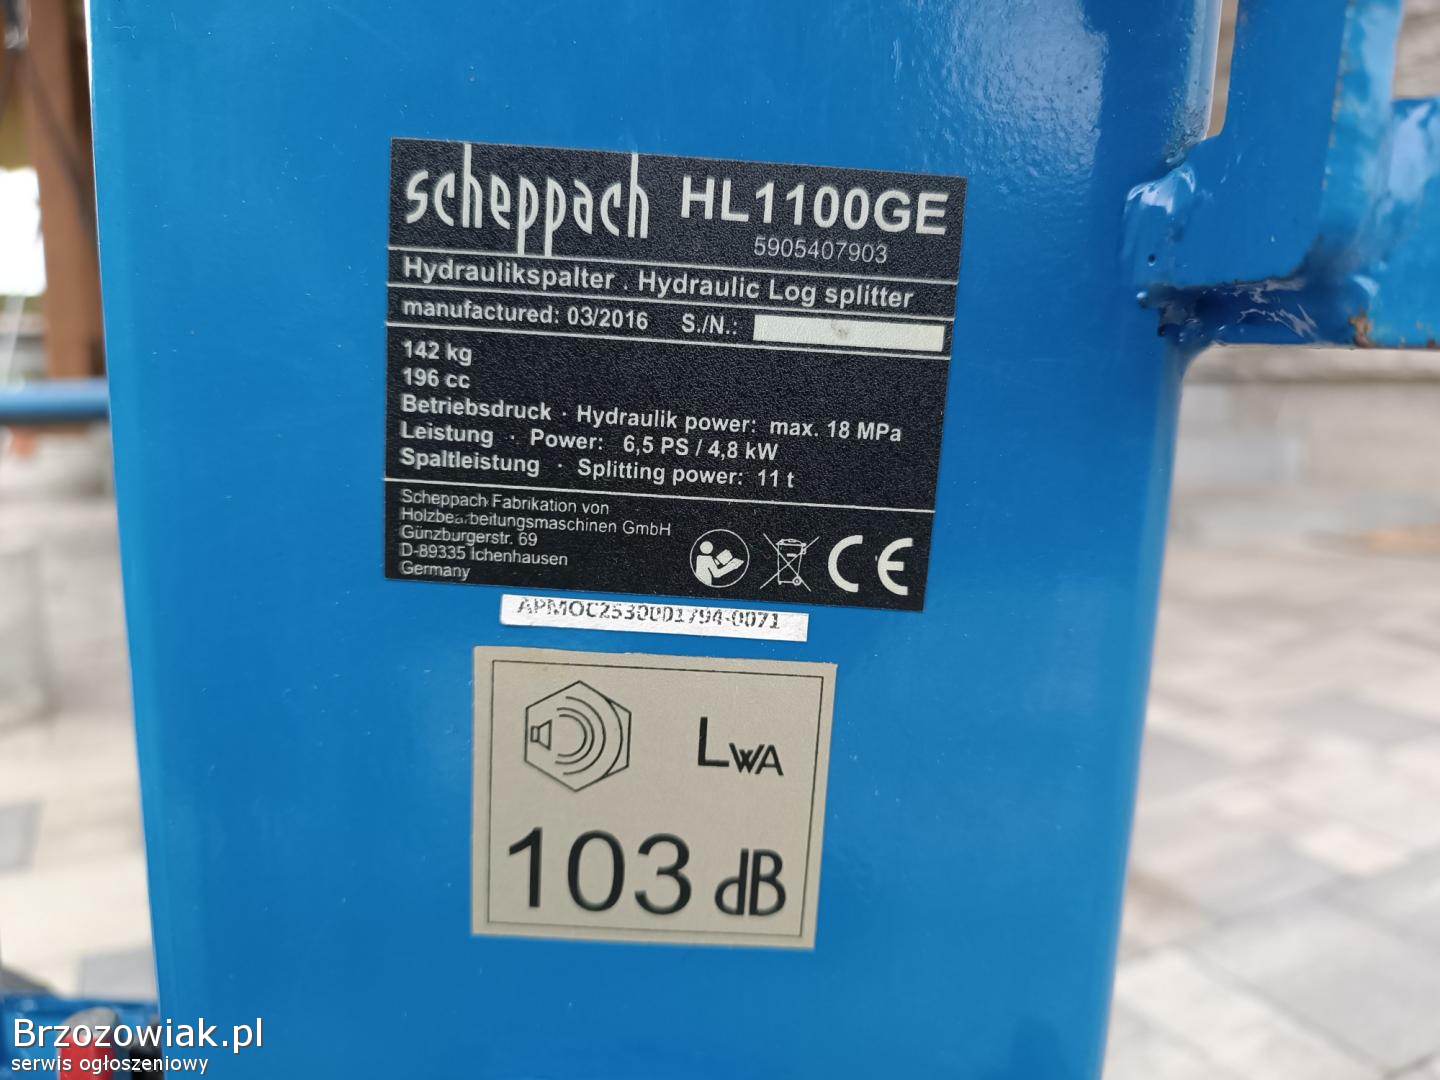 scheppach HL1100GE
5905407903
Hydraulikspalter . Hydraulic Log splitter
manufactured: 03/2016 S./N.:
142 kg
196 cc
Betriebsdruck · Hydraulik power: max. 18 MPa
Leistung · Power: 6,5 PS / 4,8 kW
Spaltleistung · Splitting power: 11 t
Scheppach Fabrikation von
Holzbearbeitungsmaschinen GmbH
Günzburgerstr. 69
D-89335 Ichenhausen
Germany
CE
APMOC2530001794-0071
LWA
103 dB
Brzozowiak.pl
serwis ogłoszeniowy